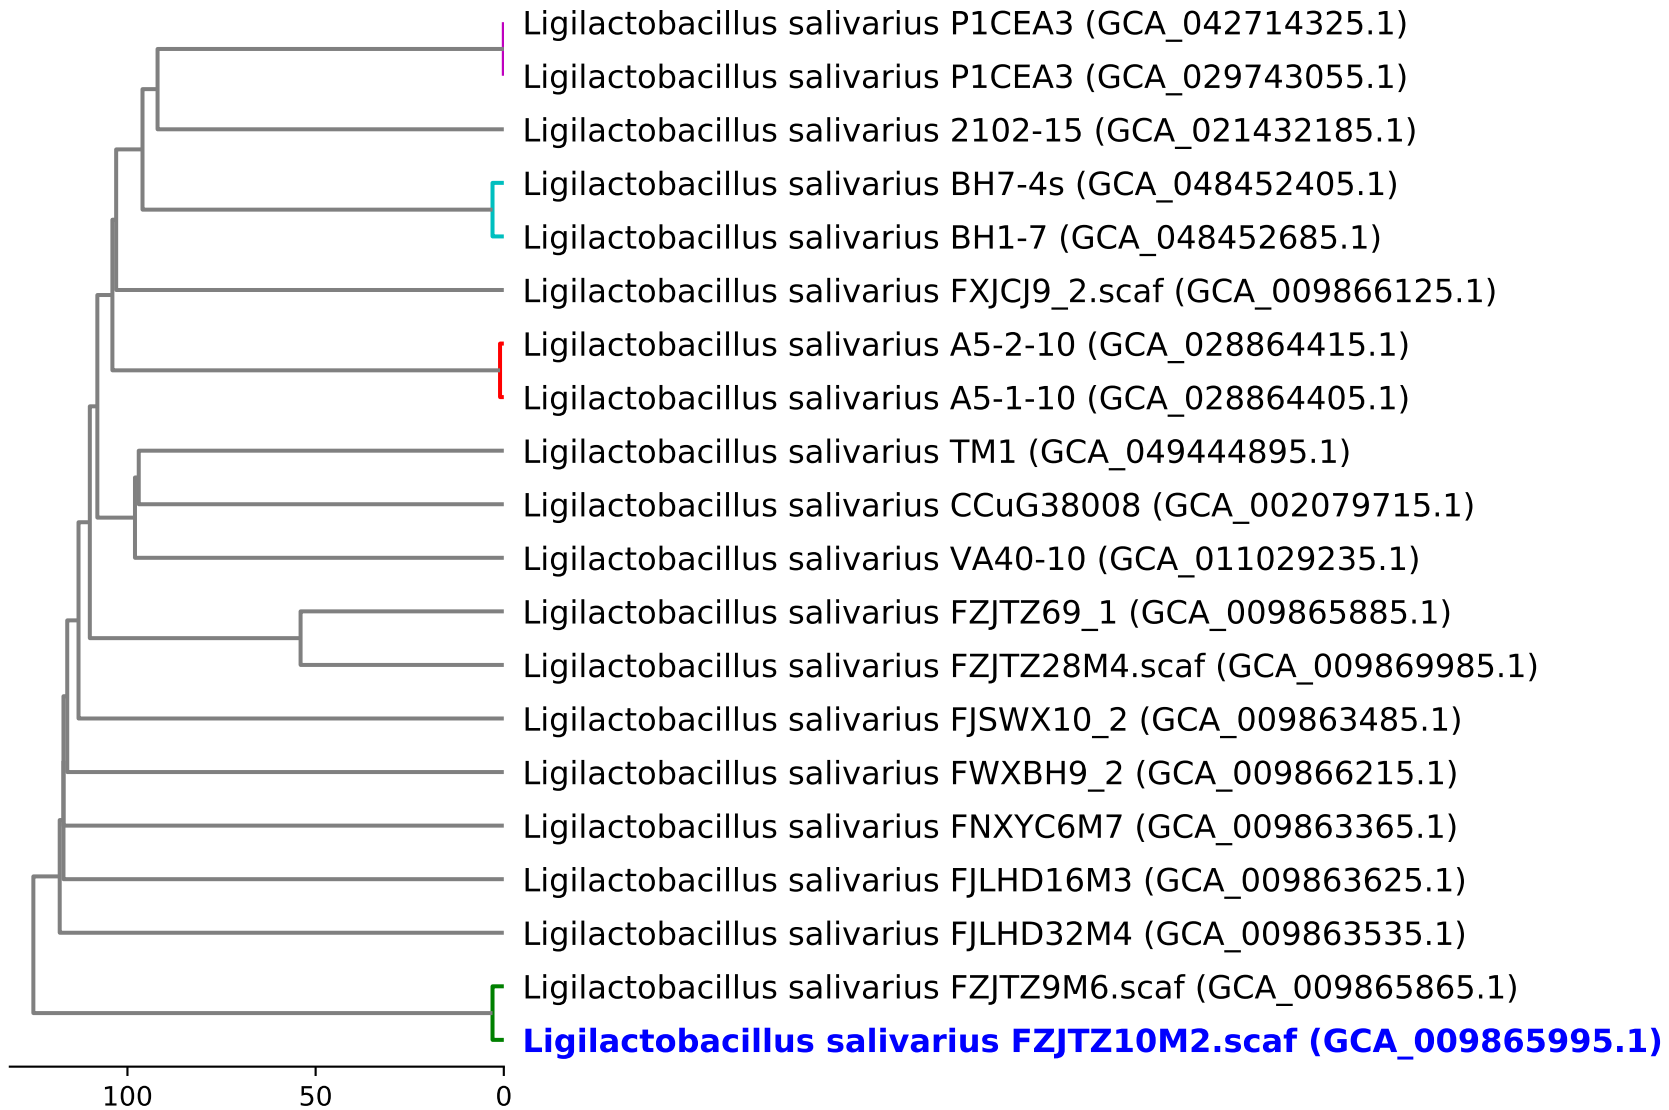 Ligilactobacillus salivarius P1CEA3 (GCA_042714325.1)
Ligilactobacillus salivarius P1CEA3 (GCA_029743055.1)
Ligilactobacillus salivarius 2102-15 (GCA_021432185.1)
Ligilactobacillus salivarius BH7-4s (GCA_048452405.1)
Ligilactobacillus salivarius BH1-7 (GCA_048452685.1)
Ligilactobacillus salivarius FXJCJ9_2.scaf (GCA_009866125.1)
Ligilactobacillus salivarius A5-2-10 (GCA_028864415.1)
Ligilactobacillus salivarius A5-1-10 (GCA_028864405.1)
Ligilactobacillus salivarius TM1 (GCA_049444895.1)
Ligilactobacillus salivarius CCuG38008 (GCA_002079715.1)
Ligilactobacillus salivarius VA40-10 (GCA_011029235.1)
Ligilactobacillus salivarius FZJTZ69_1 (GCA_009865885.1)
Ligilactobacillus salivarius FZJTZ28M4.scaf (GCA_009869985.1)
Ligilactobacillus salivarius FJSWX10_2 (GCA_009863485.1)
Ligilactobacillus salivarius FWXBH9_2 (GCA_009866215.1)
Ligilactobacillus salivarius FNXYC6M7 (GCA_009863365.1)
Ligilactobacillus salivarius FJLHD16M3 (GCA_009863625.1)
Ligilactobacillus salivarius FJLHD32M4 (GCA_009863535.1)
Ligilactobacillus salivarius FZJTZ9M6.scaf (GCA_009865865.1)
Ligilactobacillus salivarius FZJTZ10M2.scaf (GCA_009865995.1)
100 50 0